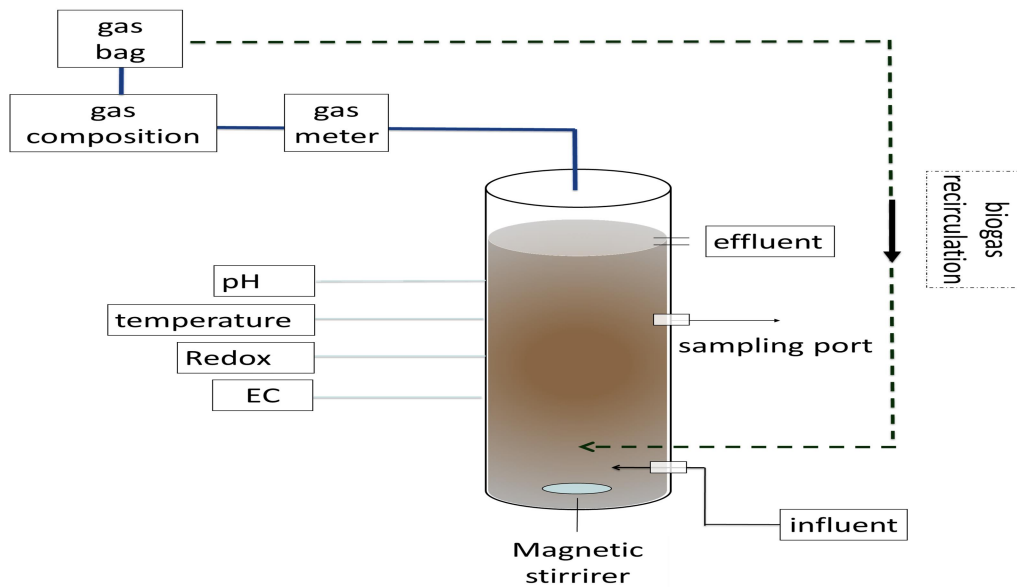 gas
bag
gas
composition
gas
meter
biogas
recirculation
effluent
pH
temperature
sampling port
Redox
EC
influent
Magnetic
stirrirer